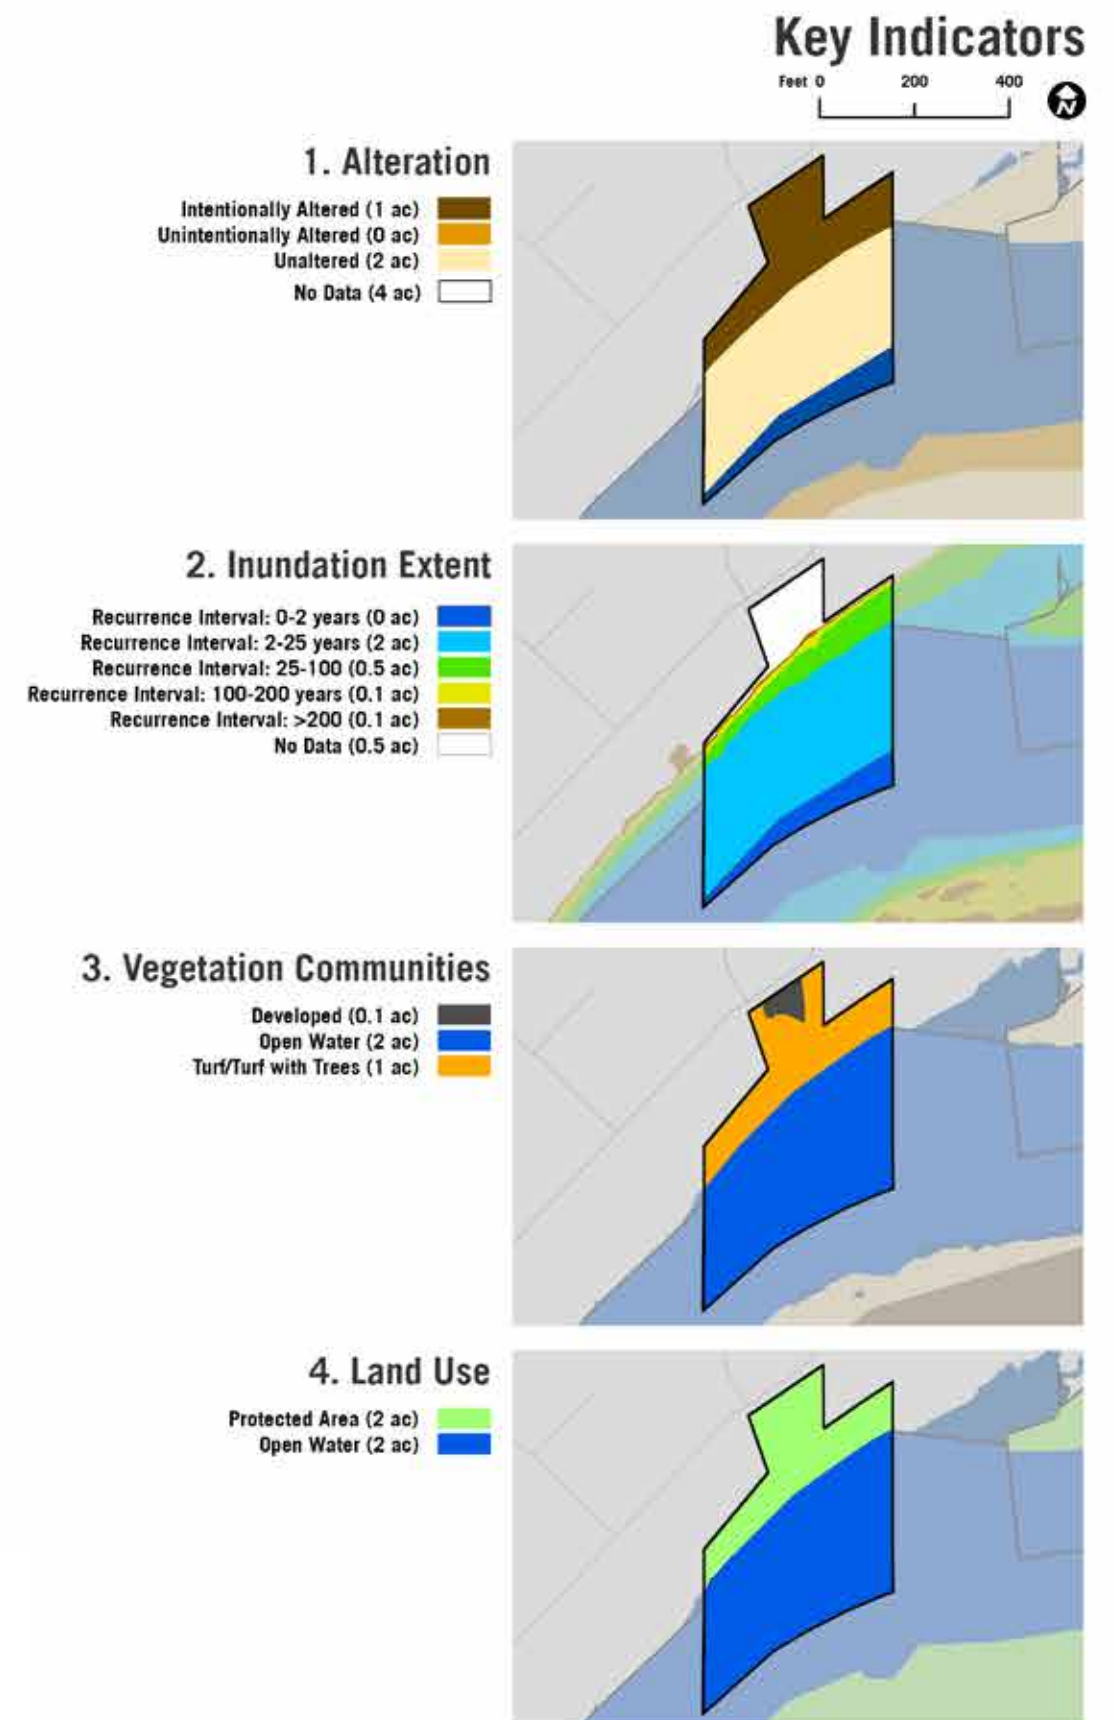 Key Indicators
Feet 0 200 400
N
1. Alteration
Intentionally Altered (1 ac)
Unintentionally Altered (0 ac)
Unaltered (2 ac)
No Data (4 ac)
2. Inundation Extent
Recurrence Interval: 0-2 years (0 ac)
Recurrence Interval: 2-25 years (2 ac)
Recurrence Interval: 25-100 (0.5 ac)
Recurrence Interval: 100-200 years (0.1 ac)
Recurrence Interval: >200 (0.1 ac)
No Data (0.5 ac)
3. Vegetation Communities
Developed (0.1 ac)
Open Water (2 ac)
Turf/Turf with Trees (1 ac)
4. Land Use
Protected Area (2 ac)
Open Water (2 ac)